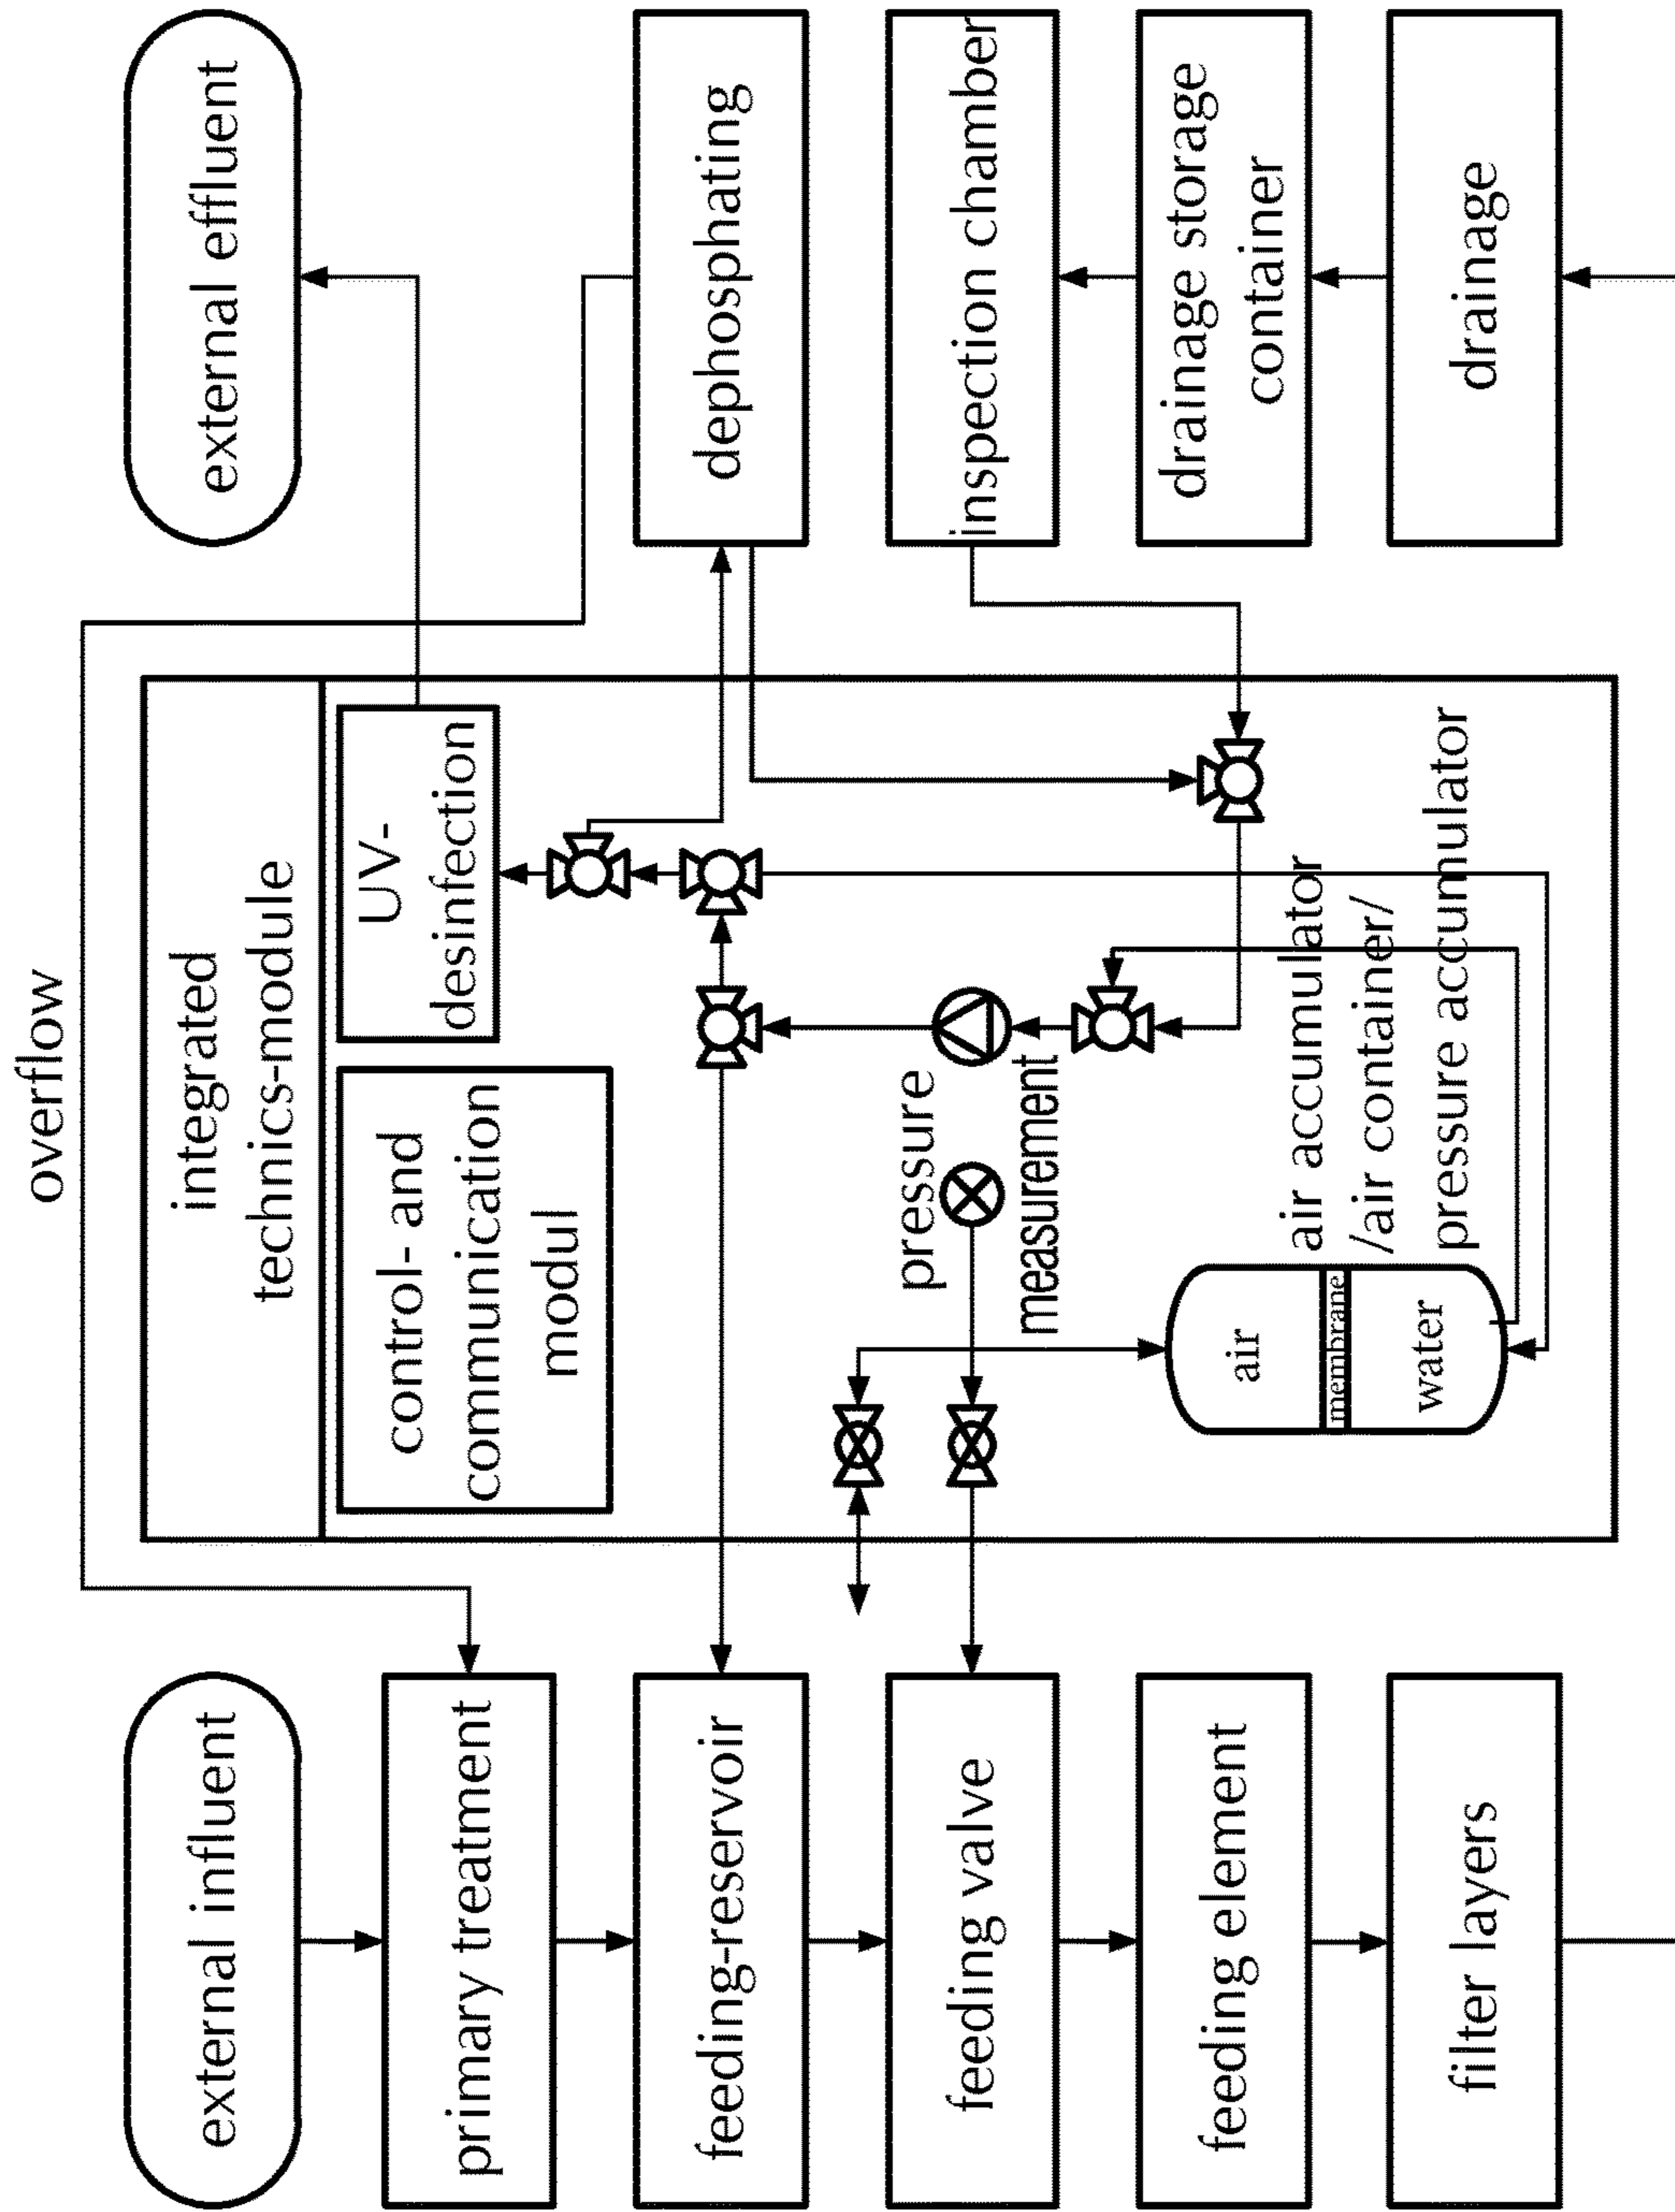 external influent
primary treatment
feeding-reservoir
feeding valve
feeding element
filter layers
overflow
integrated
technics-module
control- and
communication
modul
UV-
desinfection
pressure
measurement
air
membrane
water
air accumulator
/air container/
pressure accumulator
external effluent
dephosphating
inspection chamber
drainage storage
container
drainage